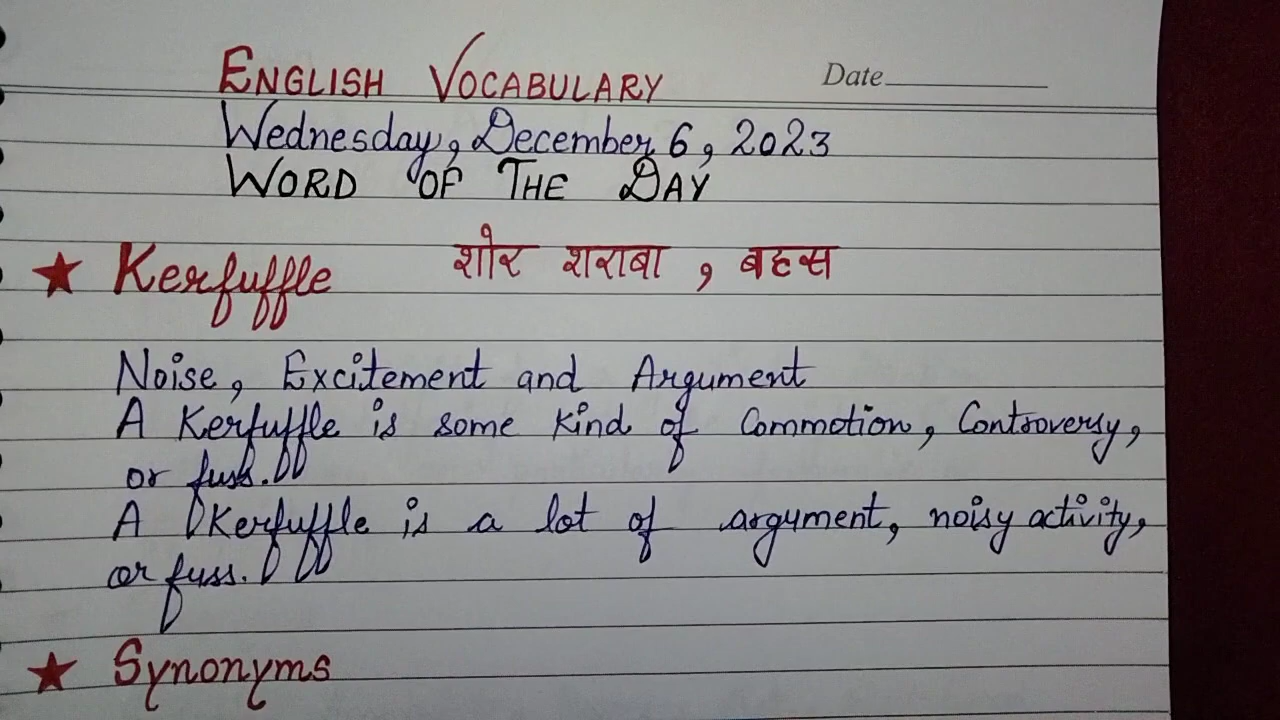 ENGLISH VOCABULARY Date
Wednesday, December 6, 2023
WORD OF THE DAY
★ Kerfuffle शोर शराबा , बहस
Noise, Excitement and Argument
A Kerfuffle is some kind of Commotion, Controversy,
or fuss.
A Kerfuffle is a lot of argument, noisy activity,
or fuss.
★ Synonyms